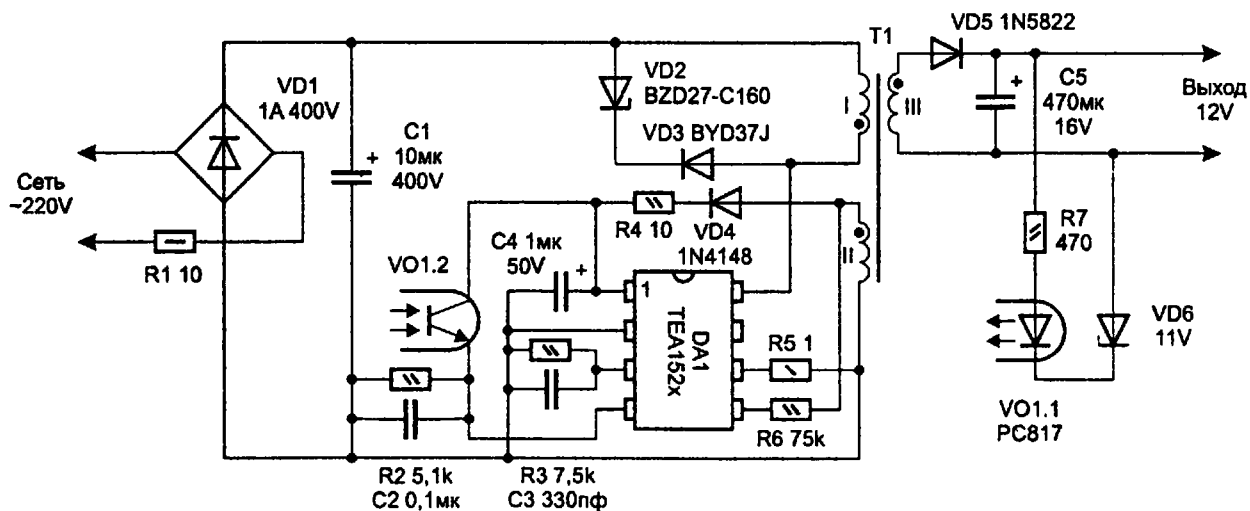 VD1
1A 400V
Сеть
~220V
R1 10
C1
10мк
400V
VD2
BZD27-C160
VD3 BYD37J
R4 10
VD4
1N4148
C4 1мк
50V
VO1.2
1
DA1
TEA152x
R5 1
R6 75k
R2 5,1k
C2 0,1мк
R3 7,5k
C3 330пф
T1
I
II
III
VD5 1N5822
C5
470мк
16V
Выход
12V
R7
470
VD6
11V
VO1.1
PC817
+
+
+